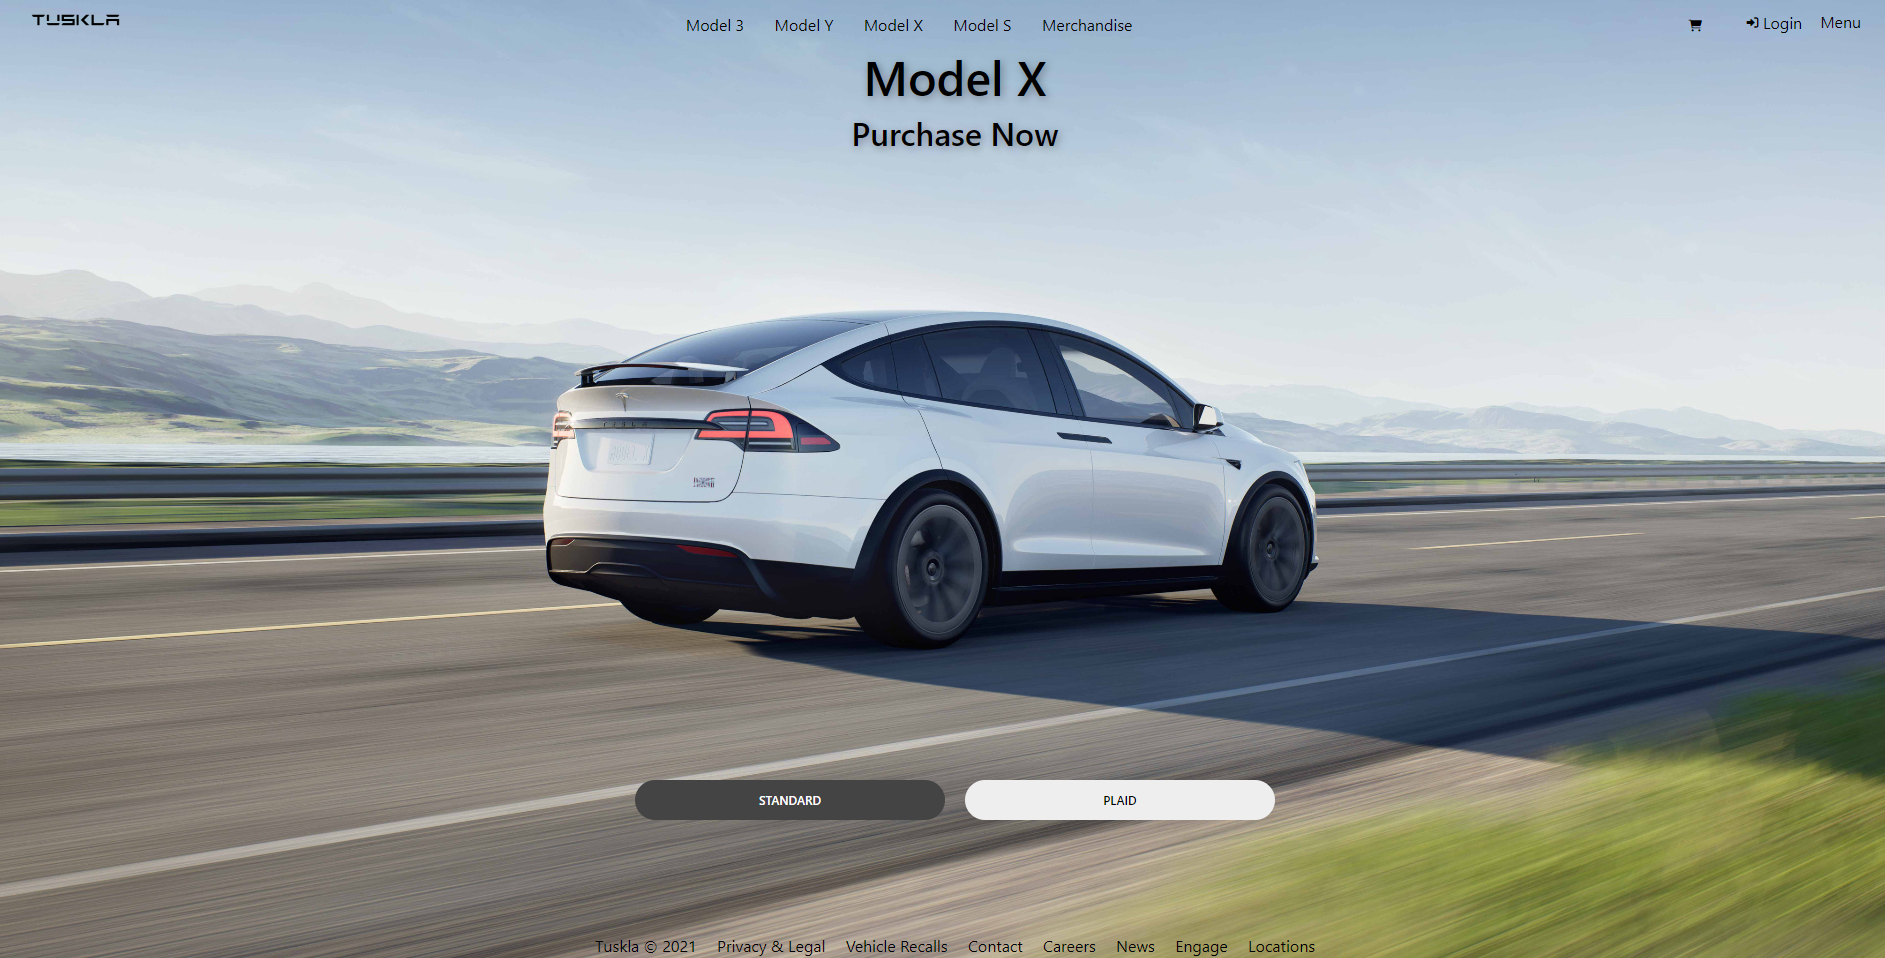 TUSKLA
Model 3 Model Y Model X Model S Merchandise
Login Menu
Model X
Purchase Now
TESLA
STANDARD
PLAID
Tuskla © 2021 Privacy & Legal Vehicle Recalls Contact Careers News Engage Locations